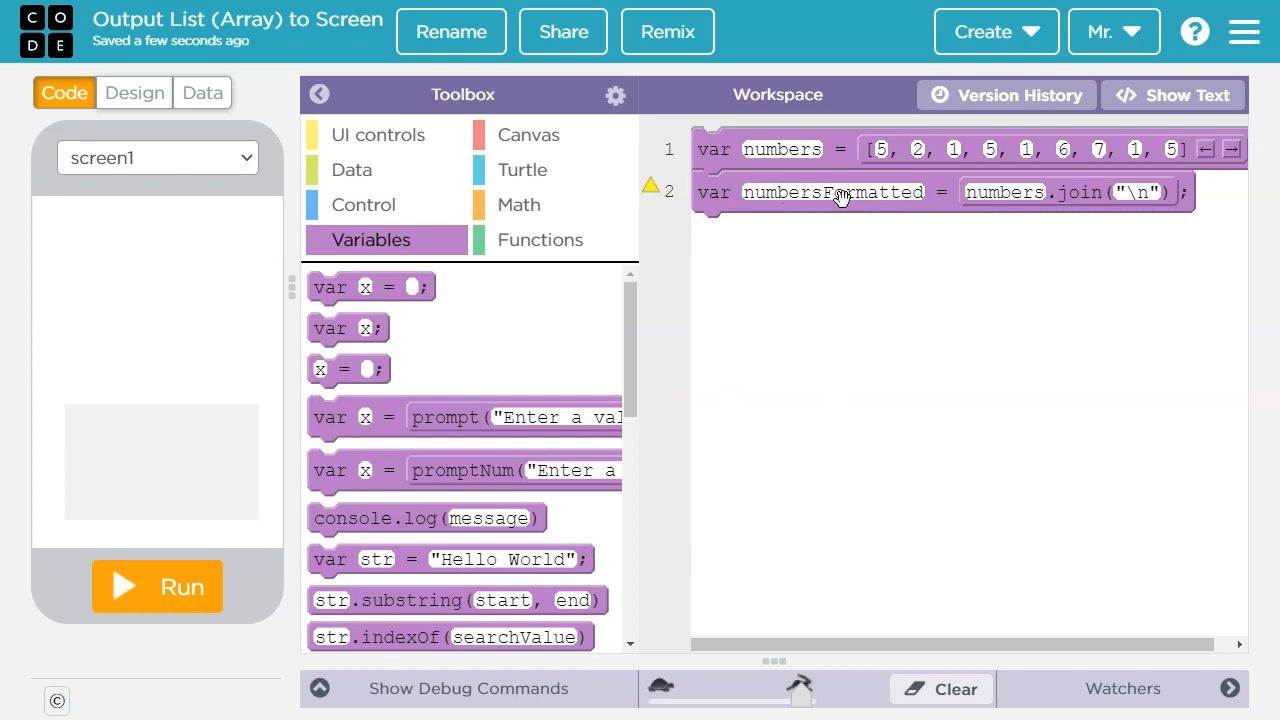 CODE
Output List (Array) to Screen
Saved a few seconds ago
Rename
Share
Remix
Create
Mr.
?
Code
Design
Data
Toolbox
Workspace
Version History
</> Show Text
screen1
UI controls
Canvas
Data
Turtle
Control
Math
Variables
Functions
1 var numbers = [5, 2, 1, 5, 1, 6, 7, 1, 5] ← →
2 var numbersFormatted = numbers.join("\n");
var x = ;
var x;
x = ;
var x = prompt("Enter a val
var x = promptNum("Enter a
console.log(message)
var str = "Hello World";
str.substring(start, end)
str.indexOf(searchValue)
Run
©
Show Debug Commands
Clear
Watchers